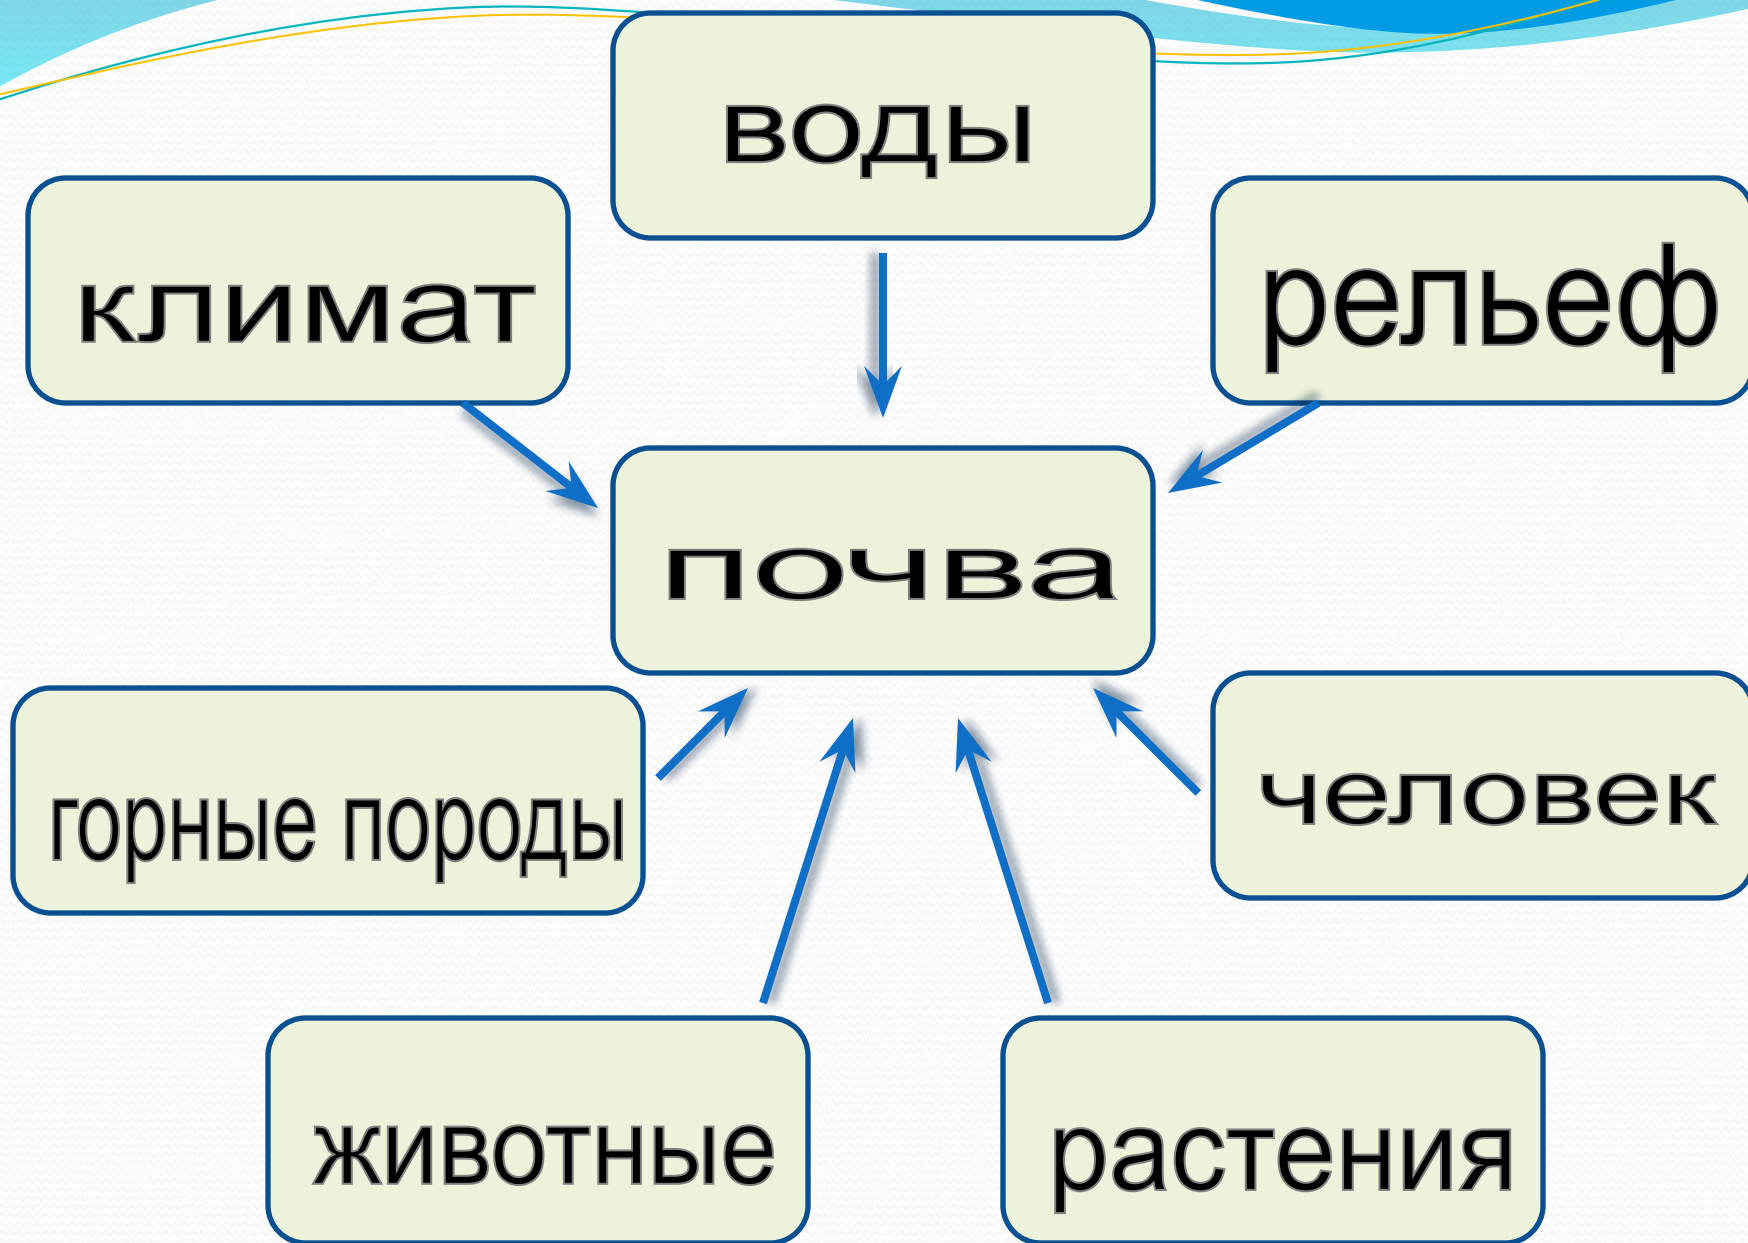 воды
климат
рельеф
почва
горные породы
человек
животные
растения